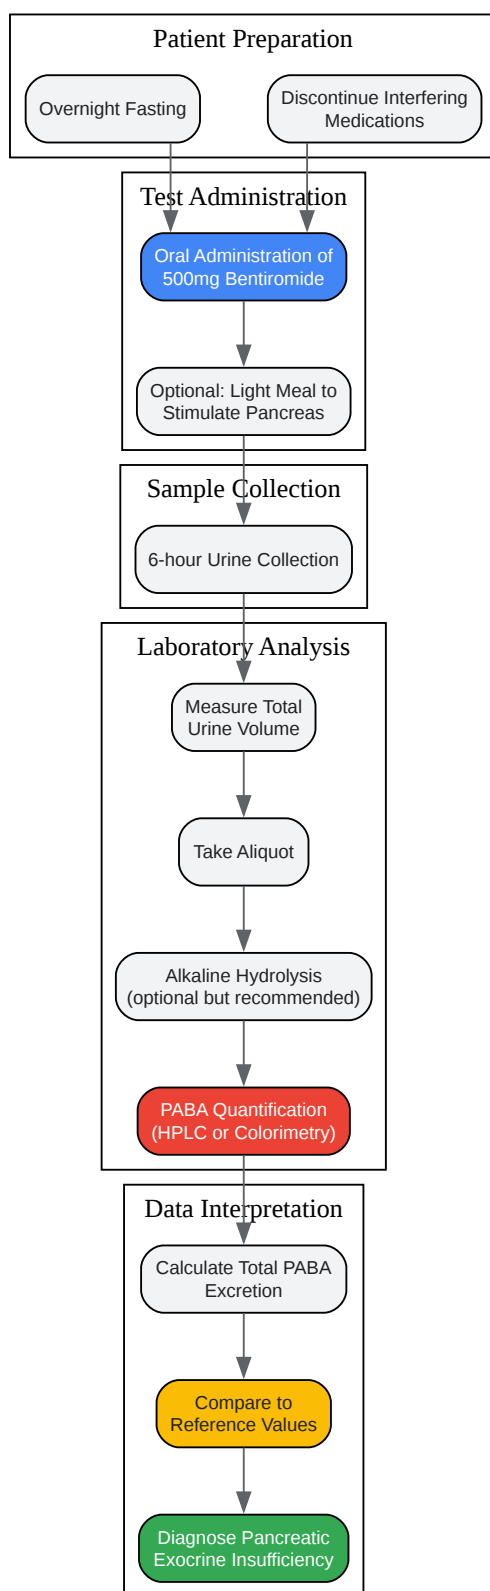 Patient Preparation
Overnight Fasting
Discontinue Interfering
Medications
Test Administration
Oral Administration of
500mg Bentiromide
Optional: Light Meal to
Stimulate Pancreas
Sample Collection
6-hour Urine Collection
Laboratory Analysis
Measure Total
Urine Volume
Take Aliquot
Alkaline Hydrolysis
(optional but recommended)
PABA Quantification
(HPLC or Colorimetry)
Data Interpretation
Calculate Total PABA
Excretion
Compare to
Reference Values
Diagnose Pancreatic
Exocrine Insufficiency